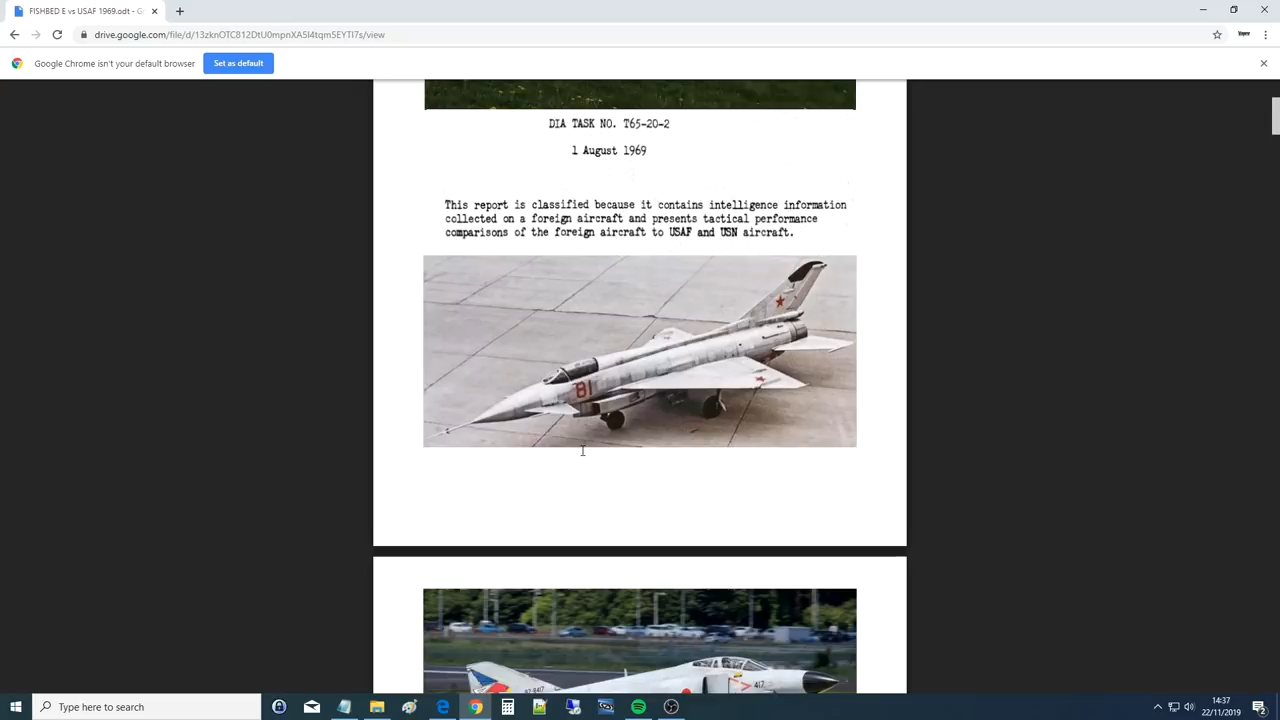 FISHBED E vs USAF 1969.odt - G
drive.google.com/file/d/13zknOTC812DtU0mpnXA5I4tqm5EYTI7s/view
Google Chrome isn't your default browser
Set as default
DIA TASK NO. T65-20-2
1 August 1969
This report is classified because it contains intelligence information
collected on a foreign aircraft and presents tactical performance
comparisons of the foreign aircraft to USAF and USN aircraft.
81
417
Type here to search
14:37
22/11/2019